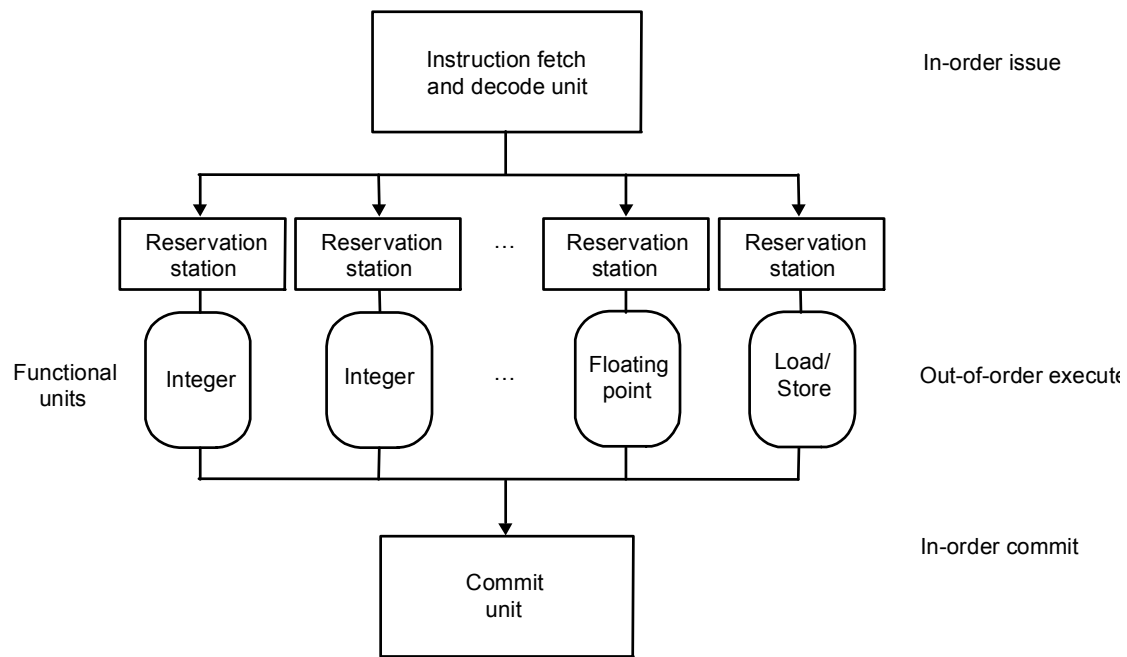 Instruction fetch
and decode unit
In-order issue
Reservation
station
Reservation
station
…
Reservation
station
Reservation
station
Functional
units
Integer
Integer
…
Floating
point
Load/
Store
Out-of-order execute
In-order commit
Commit
unit